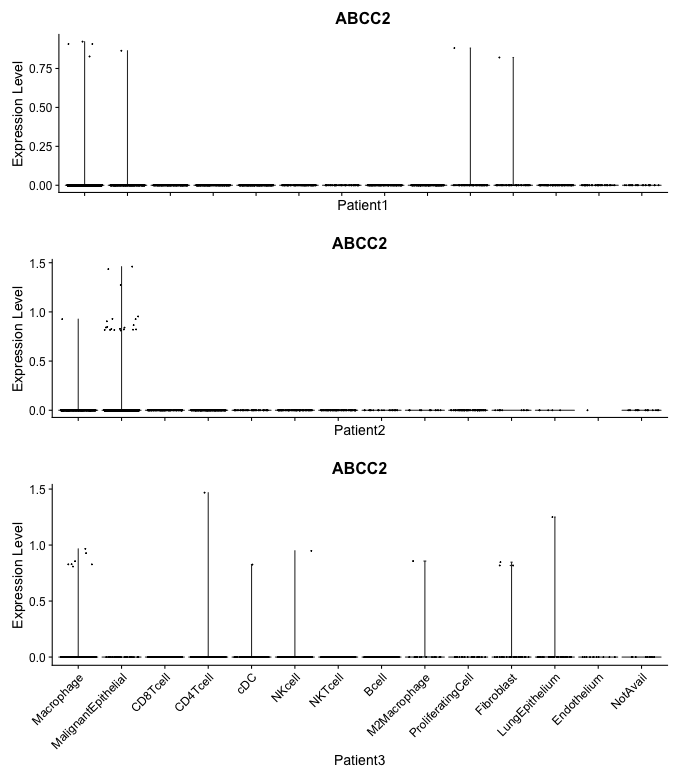 ABCC2
Expression Level
0.75
0.50
0.25
0.00
Patient1
ABCC2
Expression Level
1.5
1.0
0.5
0.0
Patient2
ABCC2
Expression Level
1.5
1.0
0.5
0.0
Macrophage
MalignantEpithelial
CD8Tcell
CD4Tcell
cDC
NKcell
NKTcell
Bcell
M2Macrophage
ProliferatingCell
Fibroblast
LungEpithelium
Endothelium
NotAvail
Patient3